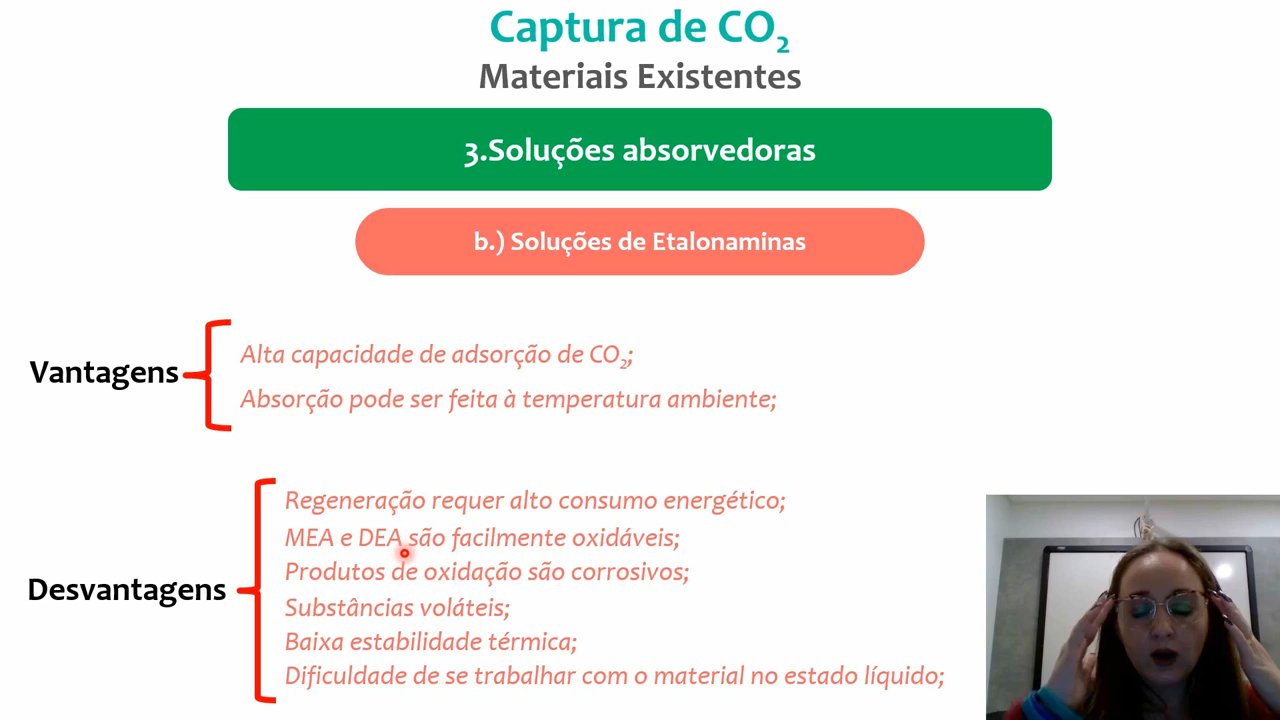 Captura de CO₂
Materiais Existentes
3.Soluções absorvedoras
b.) Soluções de Etalonaminas
Vantagens
Alta capacidade de adsorção de CO₂;
Absorção pode ser feita à temperatura ambiente;
Desvantagens
Regeneração requer alto consumo energético;
MEA e DEA são facilmente oxidáveis;
Produtos de oxidação são corrosivos;
Substâncias voláteis;
Baixa estabilidade térmica;
Dificuldade de se trabalhar com o material no estado líquido;